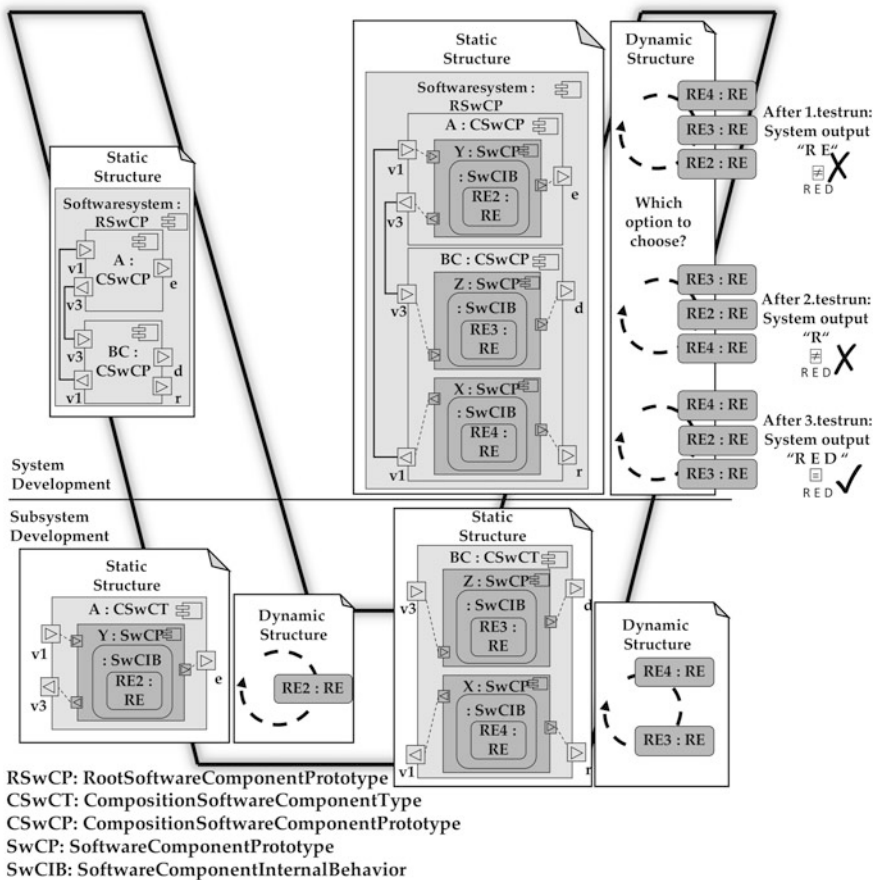 Static
Structure
Softwaresystem :
RSwCP
A :
CSwCP
v1
v3
e
BC :
CSwCP
v3
v1
d
r
Static
Structure
Softwaresystem :
RSwCP
A : CSwCP
Y : SwCP
: SwCIB
RE2 :
RE
v1
v3
e
BC : CSwCP
Z : SwCP
: SwCIB
RE3 :
RE
v3
d
X : SwCP
: SwCIB
RE4 :
RE
v1
r
Dynamic
Structure
RE4 : RE
RE3 : RE
RE2 : RE
After 1.testrun:
System output
"R E"
≠
R E D
Which
option to
choose?
RE3 : RE
RE2 : RE
RE4 : RE
After 2.testrun:
System output
"R"
≠
R E D
RE4 : RE
RE2 : RE
RE3 : RE
After 3.testrun:
System output
"R E D "
=
R E D
System
Development
Subsystem
Development
Static
Structure
A : CSwCT
Y : SwCP
: SwCIB
RE2 :
RE
v1
v3
e
Dynamic
Structure
RE2 : RE
Static
Structure
BC : CSwCT
Z : SwCP
: SwCIB
RE3 :
RE
v3
d
X : SwCP
: SwCIB
RE4 :
RE
v1
r
Dynamic
Structure
RE4 : RE
RE3 : RE
RSwCP: RootSoftwareComponentPrototype
CSwCT: CompositionSoftwareComponentType
CSwCP: CompositionSoftwareComponentPrototype
SwCP: SoftwareComponentPrototype
SwCIB: SoftwareComponentInternalBehavior